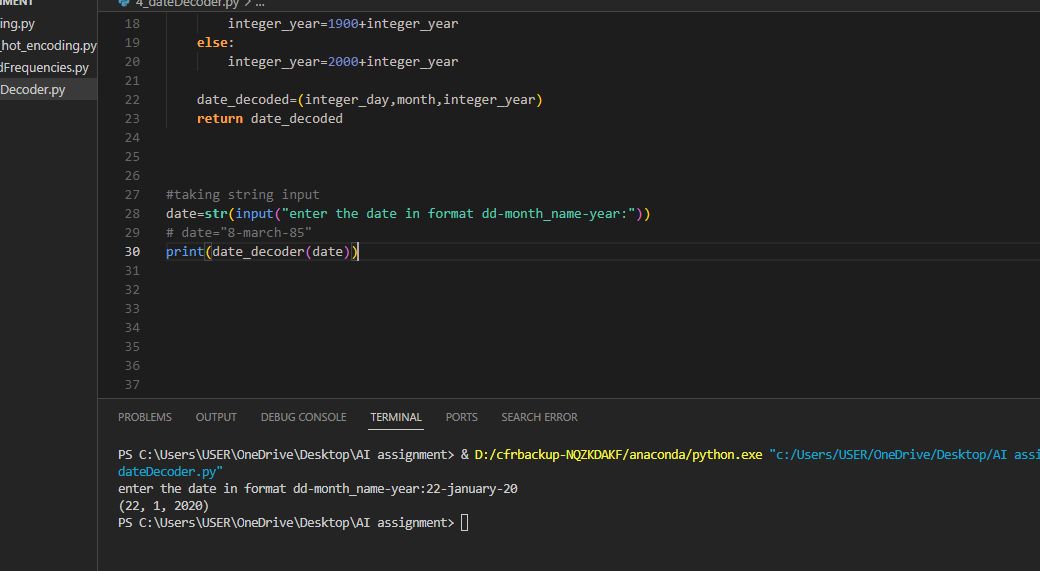 NMENT
4_dateDecoder.py > ...
ing.py
_hot_encoding.py
dFrequencies.py
Decoder.py
18 integer_year=1900+integer_year
19 else:
20 integer_year=2000+integer_year
21
22 date_decoded=(integer_day,month,integer_year)
23 return date_decoded
24
25
26
27 #taking string input
28 date=str(input("enter the date in format dd-month_name-year:"))
29 # date="8-march-85"
30 print(date_decoder(date))
31
32
33
34
35
36
37
PROBLEMS OUTPUT DEBUG CONSOLE TERMINAL PORTS SEARCH ERROR
PS C:\Users\USER\OneDrive\Desktop\AI assignment> & D:/cfrbackup-NQZKDAKF/anaconda/python.exe "c:/Users/USER/OneDrive/Desktop/AI assi
dateDecoder.py"
enter the date in format dd-month_name-year:22-january-20
(22, 1, 2020)
PS C:\Users\USER\OneDrive\Desktop\AI assignment>